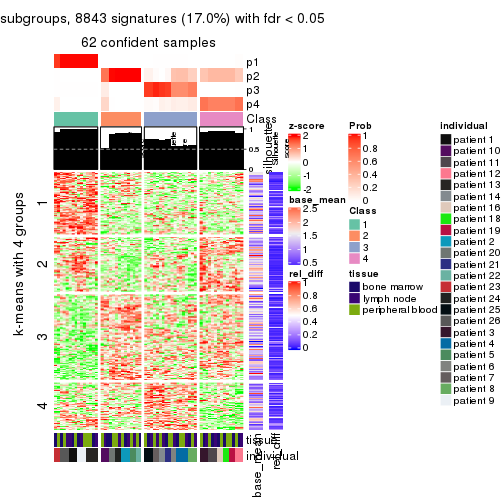 subgroups, 8843 signatures (17.0%) with fdr < 0.05
62 confident samples
p1
p2
p3
p4
Class
1
0.5
0
silhouette
Silhouette
score
k-means with 4 groups
1
2
3
4
tissue
individual
base_mean
rel_diff
z-score
2
1
0
-1
-2
base_mean
2.5
1.5
0.5
rel_diff
1
0.8
0.6
0.4
0.2
0
Prob
1
0.8
0.6
0.4
0.2
0
Class
1
2
3
4
tissue
bone marrow
lymph node
peripheral blood
individual
patient 1
patient 10
patient 11
patient 12
patient 13
patient 14
patient 16
patient 18
patient 19
patient 2
patient 20
patient 21
patient 22
patient 23
patient 24
patient 25
patient 26
patient 3
patient 4
patient 5
patient 6
patient 7
patient 8
patient 9